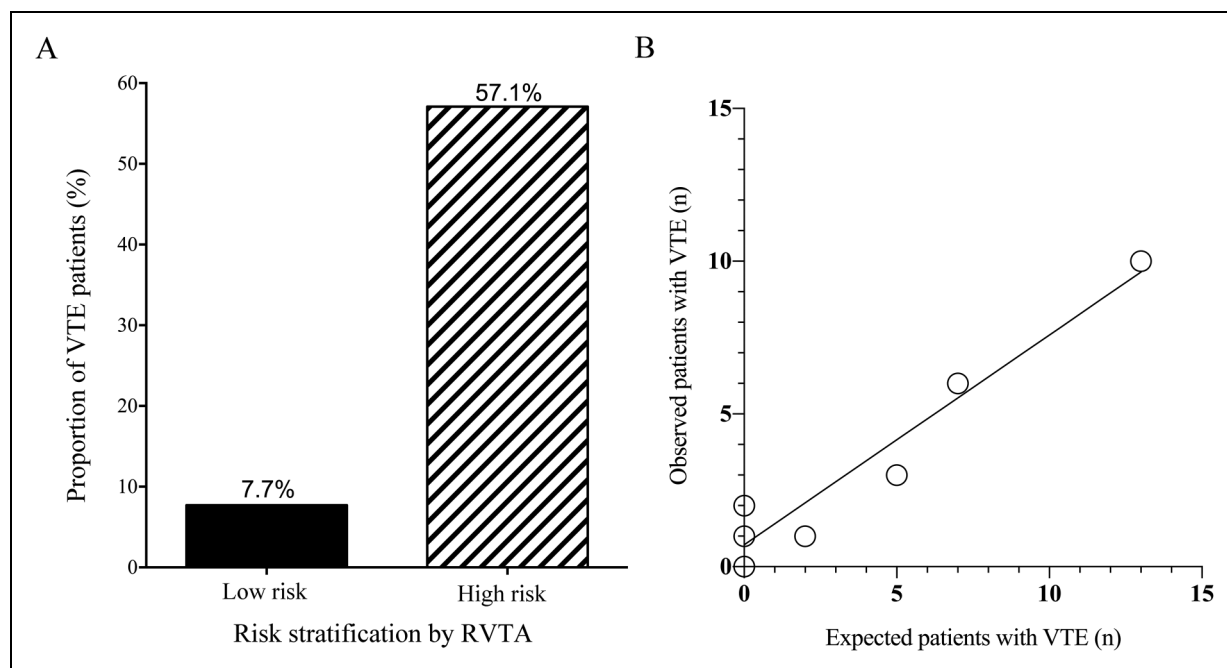 A
Proportion of VTE patients (%)
60
50
40
30
20
10
0
7.7%
57.1%
Low risk
High risk
Risk stratification by RVTA
B
Observed patients with VTE (n)
15
10
5
0
0
5
10
15
Expected patients with VTE (n)